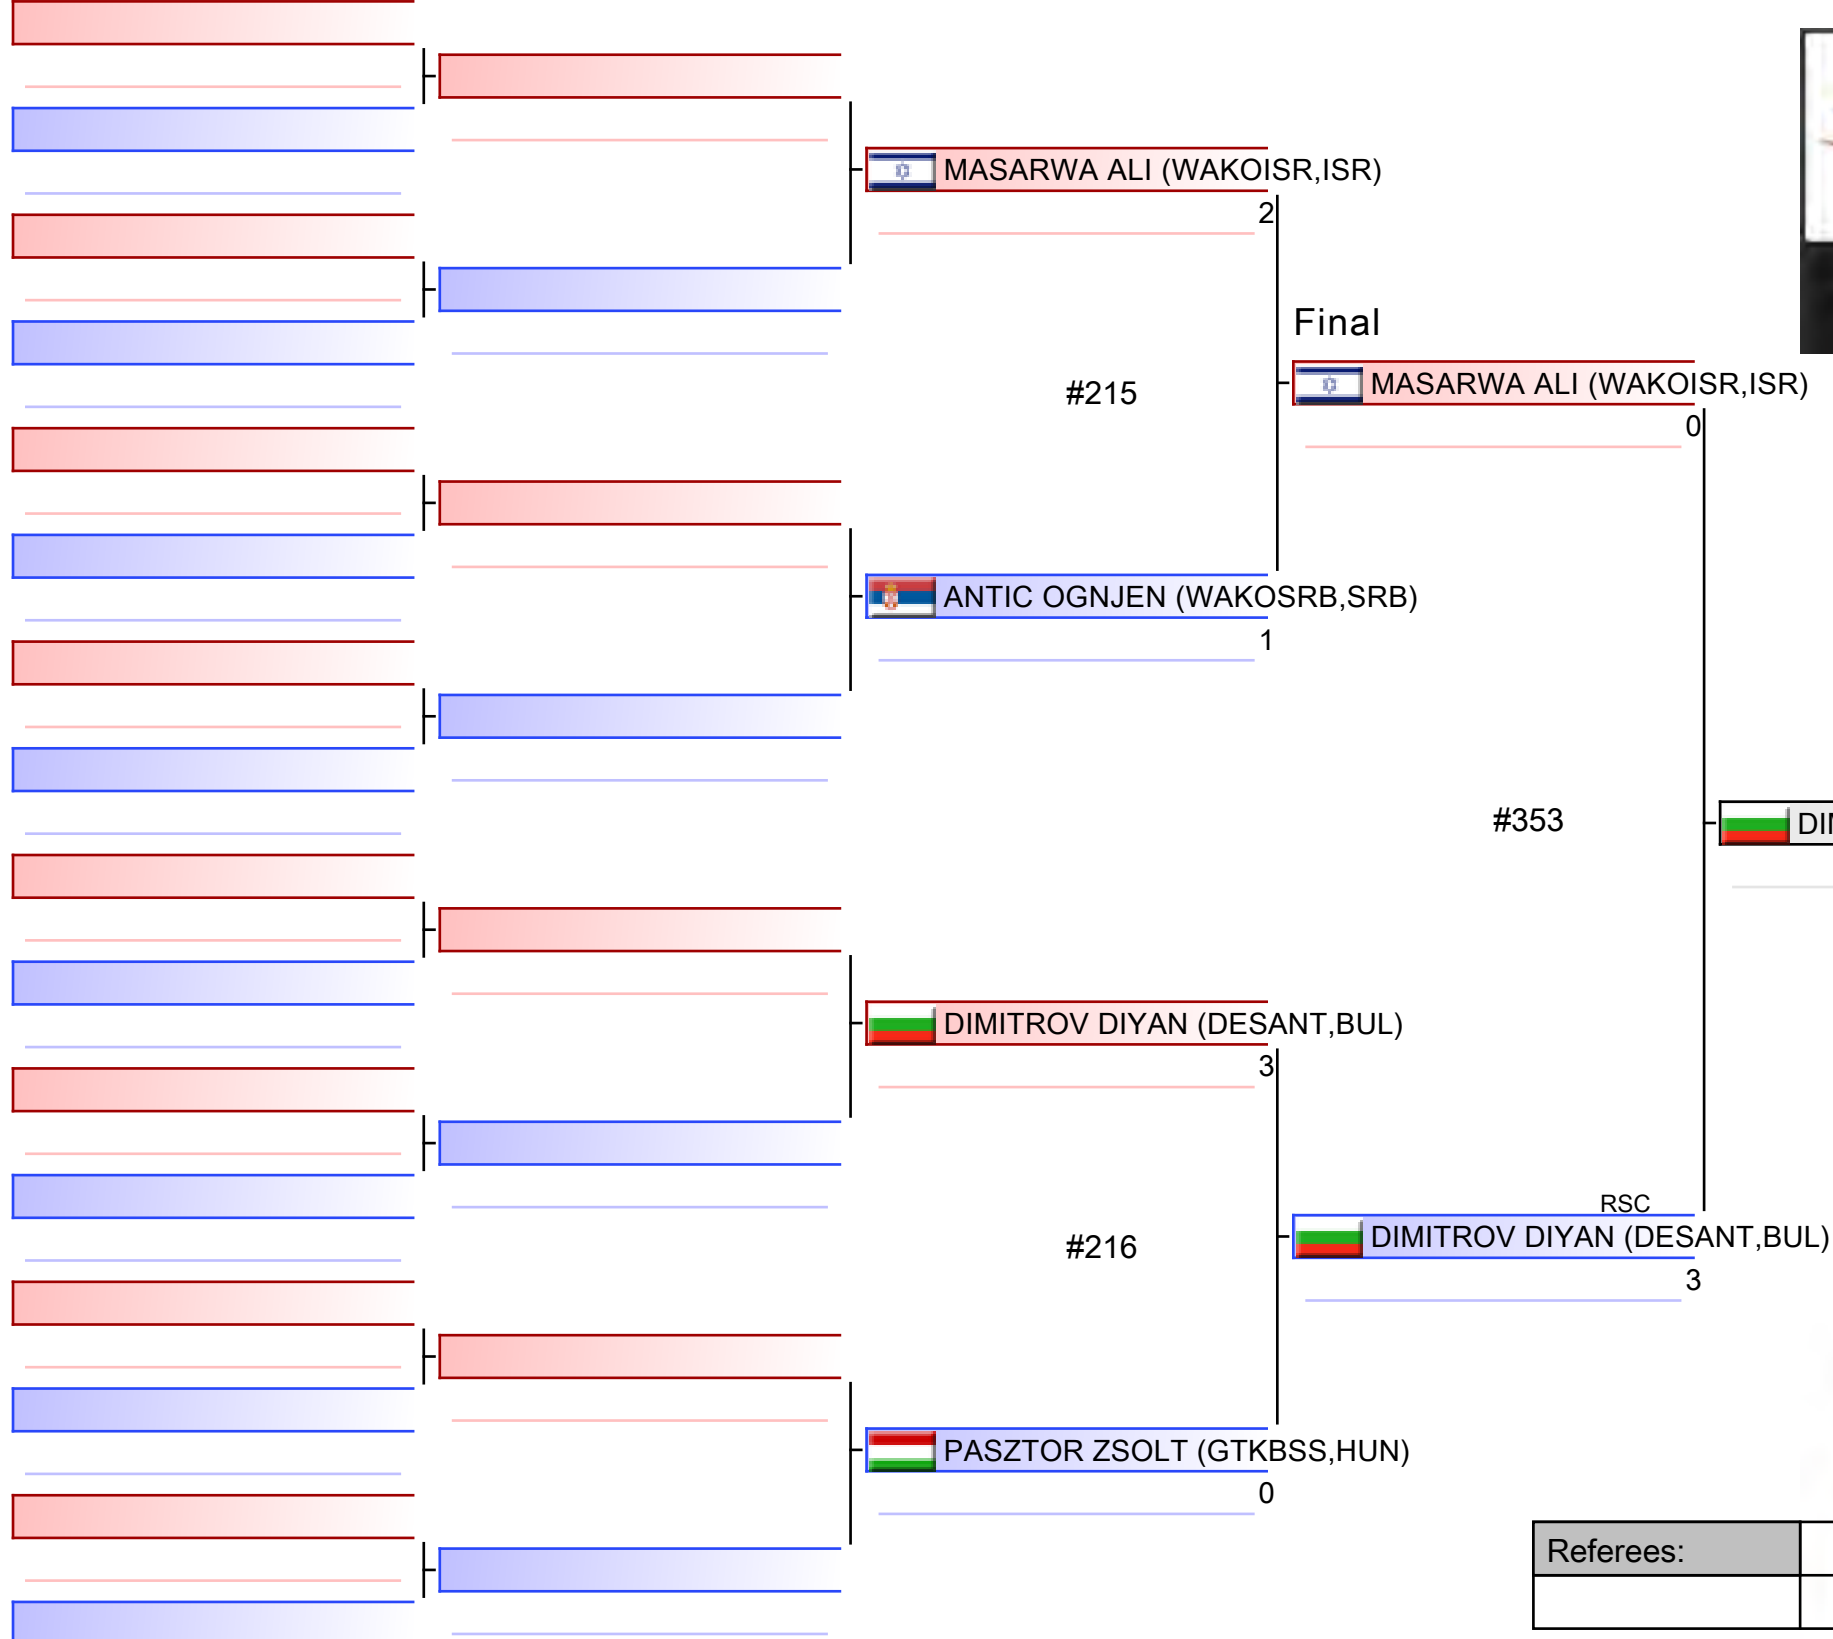 MASARWA ALI (WAKOISR,ISR)
2
Final
#215
MASARWA ALI (WAKOISR,ISR)
0
ANTIC OGNJEN (WAKOSRB,SRB)
1
#353
DIMITROV DIYAN (DESANT,BUL)
3
RSC
#216
DIMITROV DIYAN (DESANT,BUL)
3
PASZTOR ZSOLT (GTKBSS,HUN)
0
Referees: